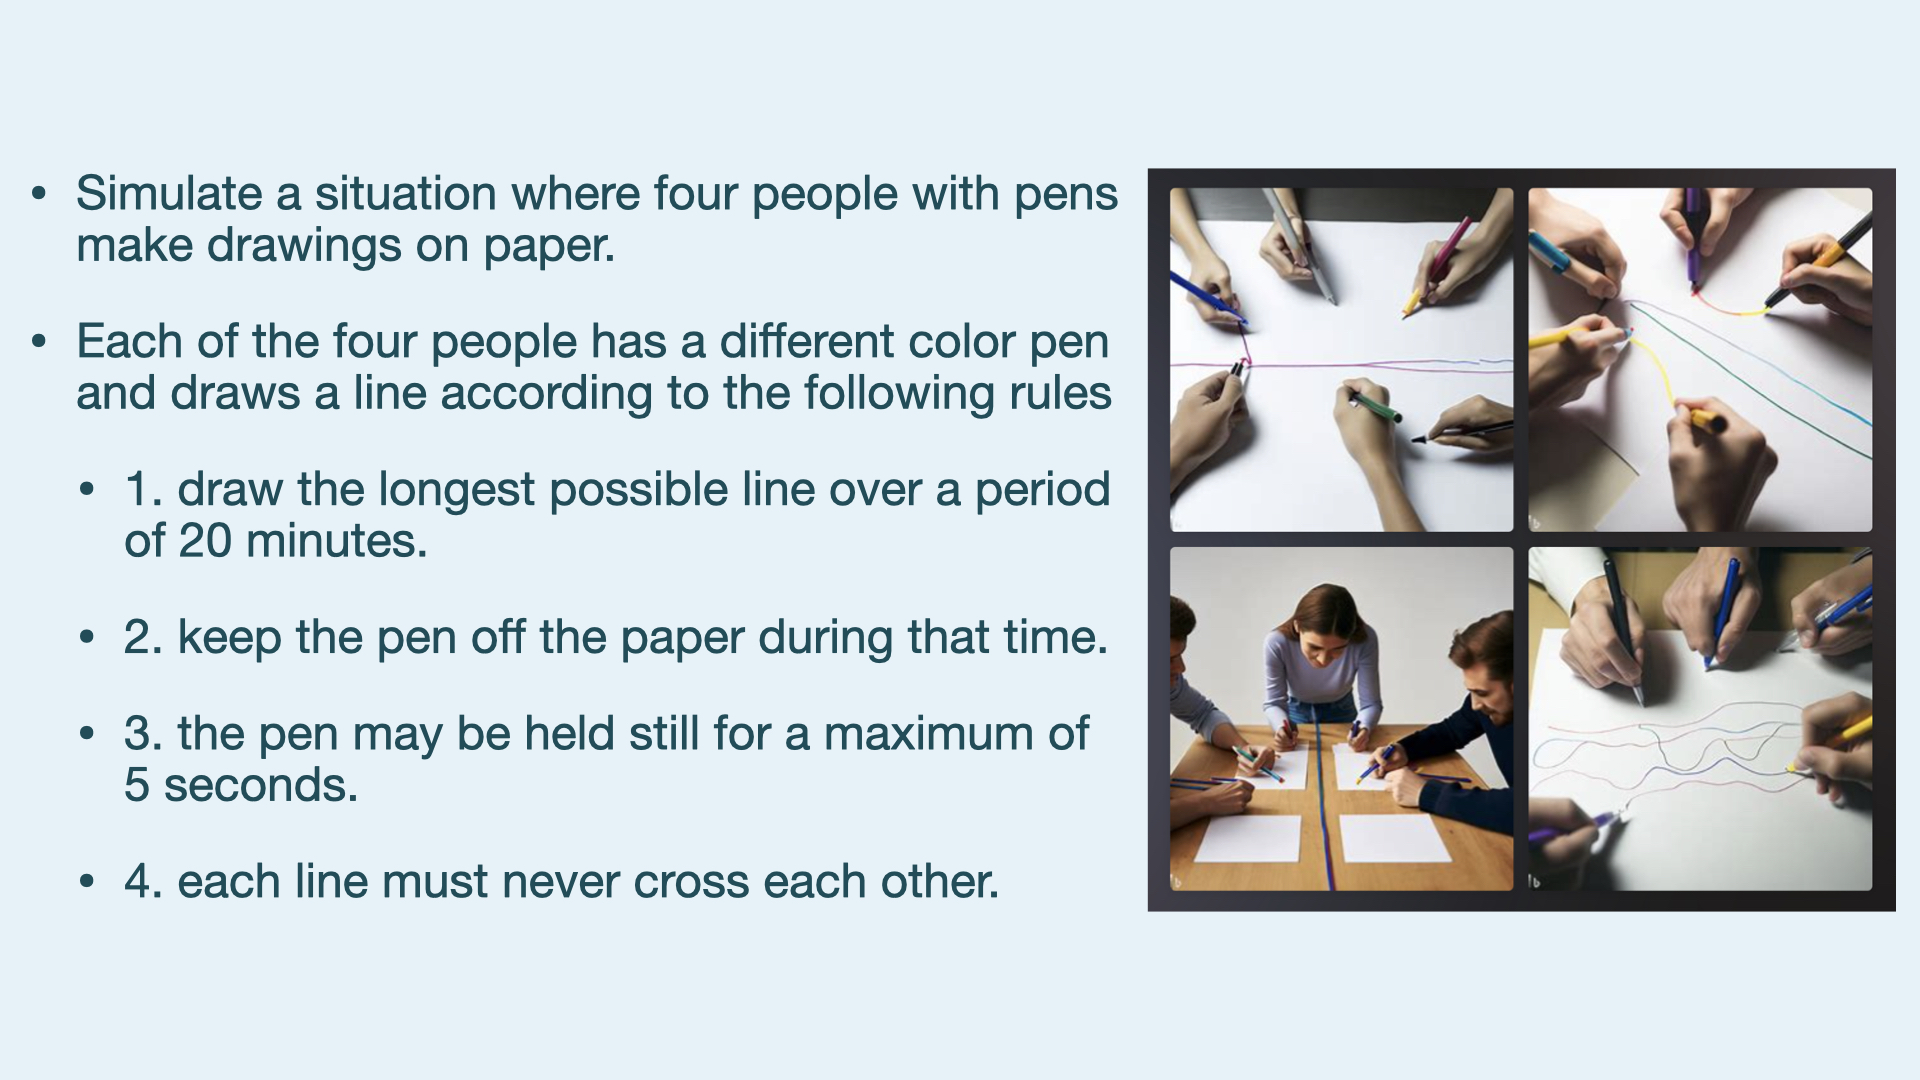 • Simulate a situation where four people with pens
make drawings on paper.
• Each of the four people has a different color pen
and draws a line according to the following rules
• 1. draw the longest possible line over a period
of 20 minutes.
• 2. keep the pen off the paper during that time.
• 3. the pen may be held still for a maximum of
5 seconds.
• 4. each line must never cross each other.